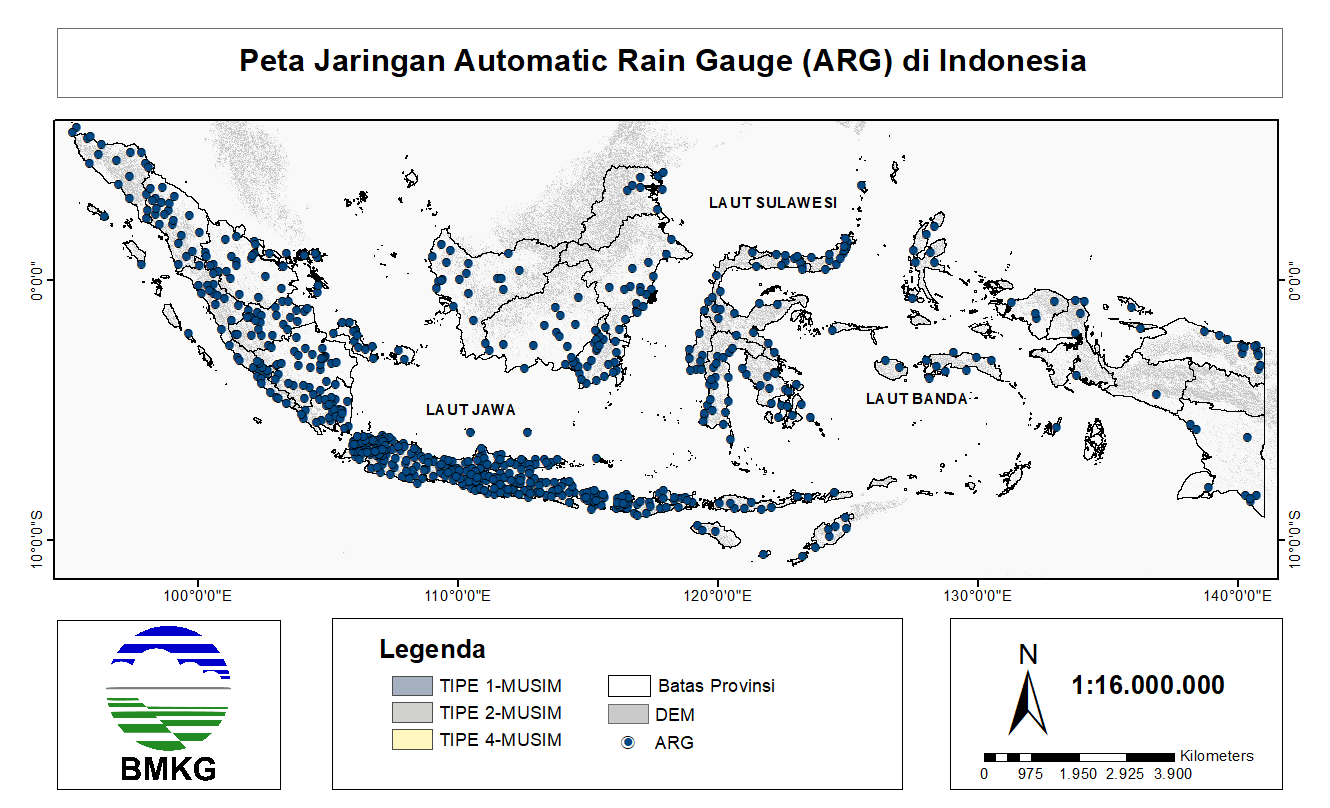 Peta Jaringan Automatic Rain Gauge (ARG) di Indonesia
LAUT SULAWESI
0°0'0"
0°0'0"
LAUT JAWA
LAUT BANDA
10°0'0"S
10°0'0"S
100°0'0"E
110°0'0"E
120°0'0"E
130°0'0"E
140°0'0"E
BMKG
Legenda
TIPE 1-MUSIM
TIPE 2-MUSIM
TIPE 4-MUSIM
Batas Provinsi
DEM
ARG
N
1:16.000.000
Kilometers
0 975 1.950 2.925 3.900